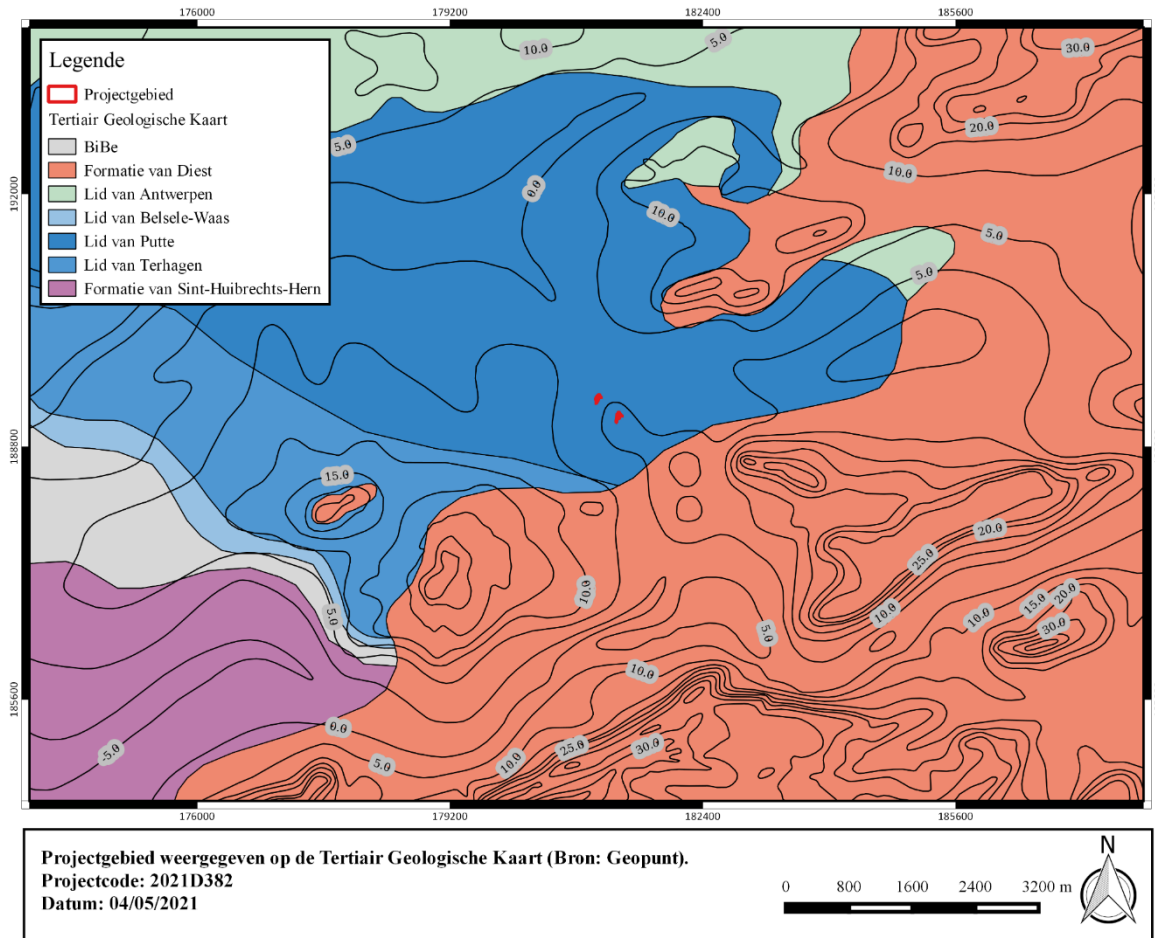 176000 179200 182400 185600
Legende
Projectgebied
Tertiair Geologische Kaart
BiBe
Formatie van Diest
Lid van Antwerpen
Lid van Belsele-Waas
Lid van Putte
Lid van Terhagen
Formatie van Sint-Huibrechts-Hern
10.0 5.0 30.0
20.0
5.0
10.0
0.0
10.0
5.0
5.0
15.0
20.0
25.0
10.0
5.0
5.0
10.0
10.0
15.0
20.0
30.0
10.0
0.0
-5.0
5.0
10.0
25.0
30.0
192000
188800
185600
176000 179200 182400 185600
Projectgebied weergegeven op de Tertiair Geologische Kaart (Bron: Geopunt).
Projectcode: 2021D382
Datum: 04/05/2021
0 800 1600 2400 3200 m
N